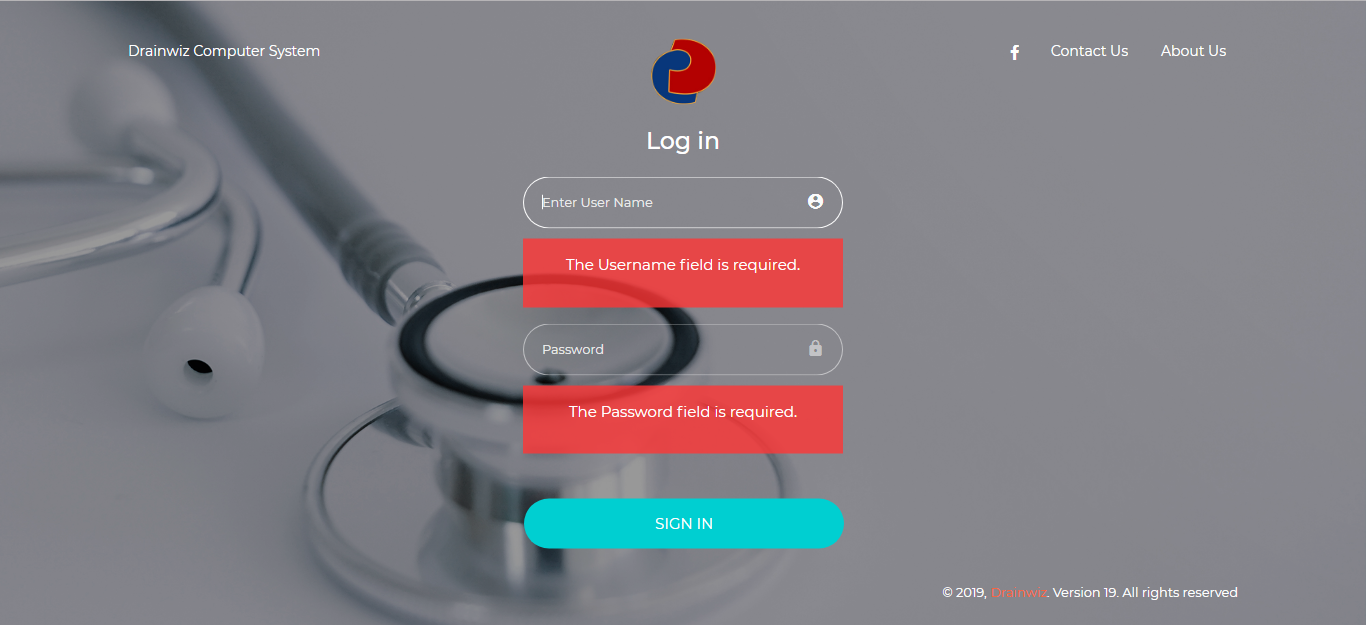 Drainwiz Computer System
Contact Us
About Us
Log in
Enter User Name
The Username field is required.
Password
The Password field is required.
SIGN IN
© 2019, Drainwiz. Version 19. All rights reserved